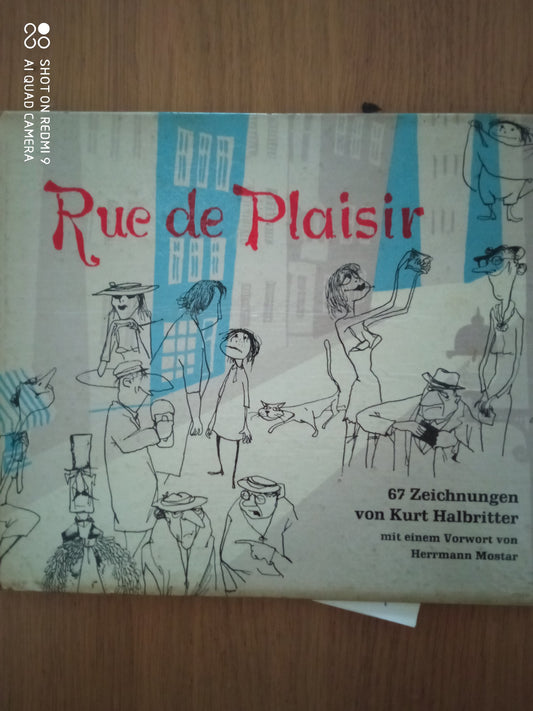 SHOT ON REDMI 9
AI QUAD CAMERA
Rue de Plaisir
67 Zeichnungen
von Kurt Halbritter
mit einem Vorwort von
Herrmann Mostar